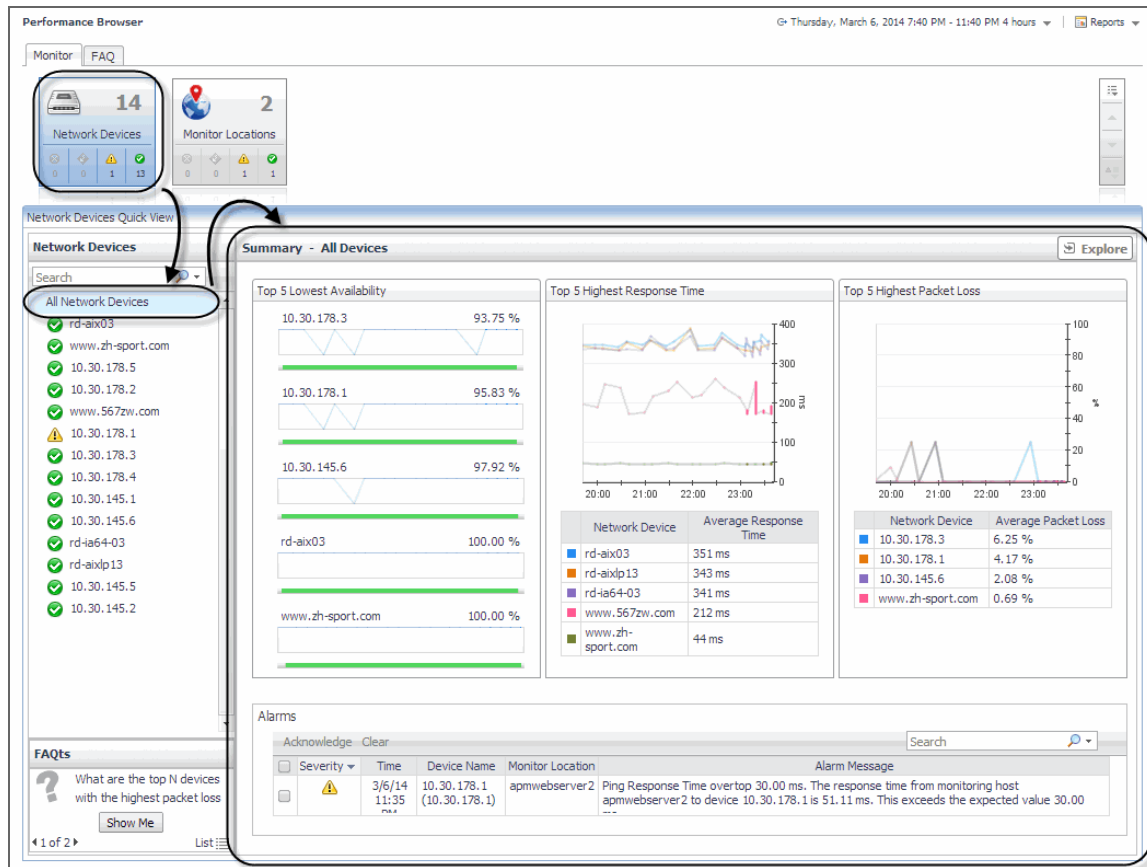 Performance Browser
Thursday, March 6, 2014 7:40 PM - 11:40 PM 4 hours | Reports
Monitor FAQ
14
Network Devices
0 0 1 13
2
Monitor Locations
0 0 1 1
Network Devices Quick View
Network Devices
Search
All Network Devices
rd-aix03
www.zh-sport.com
10.30.178.5
10.30.178.2
www.567zw.com
10.30.178.1
10.30.178.3
10.30.178.4
10.30.145.1
10.30.145.6
rd-ia64-03
rd-aixlp13
10.30.145.5
10.30.145.2
FAQts
What are the top N devices
with the highest packet loss
Show Me
1 of 2 List
Summary - All Devices
Explore
Top 5 Lowest Availability
10.30.178.3 93.75 %
10.30.178.1 95.83 %
10.30.145.6 97.92 %
rd-aix03 100.00 %
www.zh-sport.com 100.00 %
Top 5 Highest Response Time
400
300
200
100
0
ms
20:00 21:00 22:00 23:00
Network Device Average Response
Time
rd-aix03 351 ms
rd-aixlp13 343 ms
rd-ia64-03 341 ms
www.567zw.com 212 ms
www.zh-
sport.com 44 ms
Top 5 Highest Packet Loss
100
80
60
40
20
0
%
20:00 21:00 22:00 23:00
Network Device Average Packet Loss
10.30.178.3 6.25 %
10.30.178.1 4.17 %
10.30.145.6 2.08 %
www.zh-sport.com 0.69 %
Alarms
Acknowledge Clear Search
Severity Time Device Name Monitor Location Alarm Message
3/6/14 10.30.178.1 apmwebserver2 Ping Response Time overtop 30.00 ms. The response time from monitoring host
11:35 (10.30.178.1) apmwebserver2 to device 10.30.178.1 is 51.11 ms. This exceeds the expected value 30.00